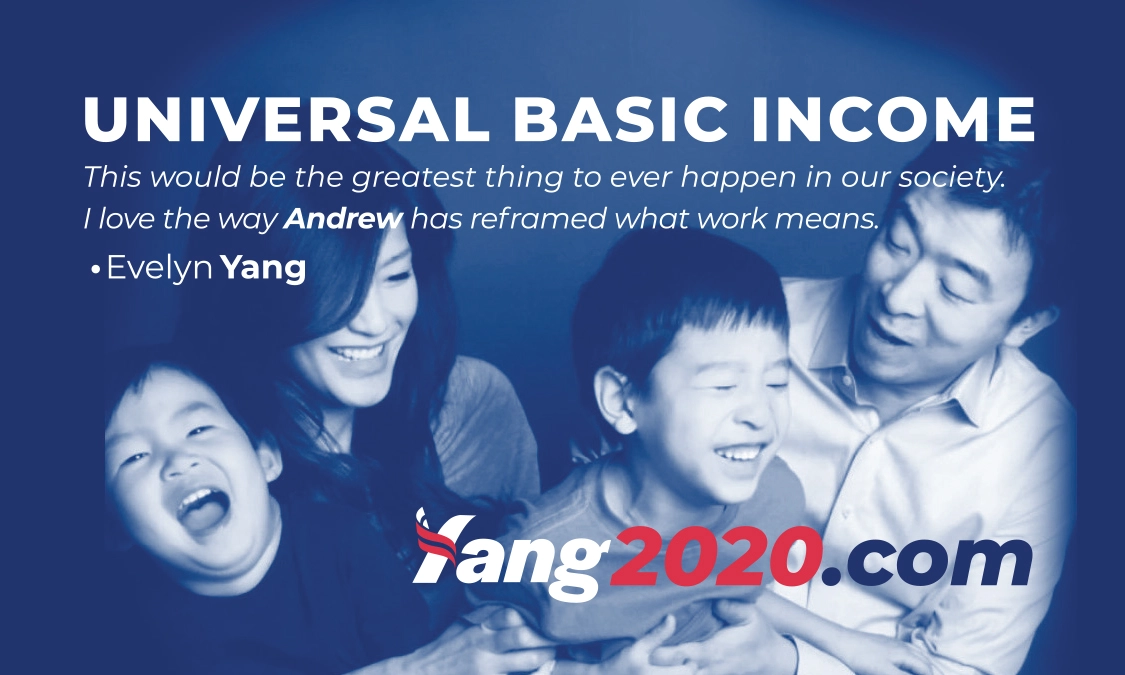 UNIVERSAL BASIC INCOME
This would be the greatest thing to ever happen in our society.
I love the way Andrew has reframed what work means.
•Evelyn Yang
Yang2020.com